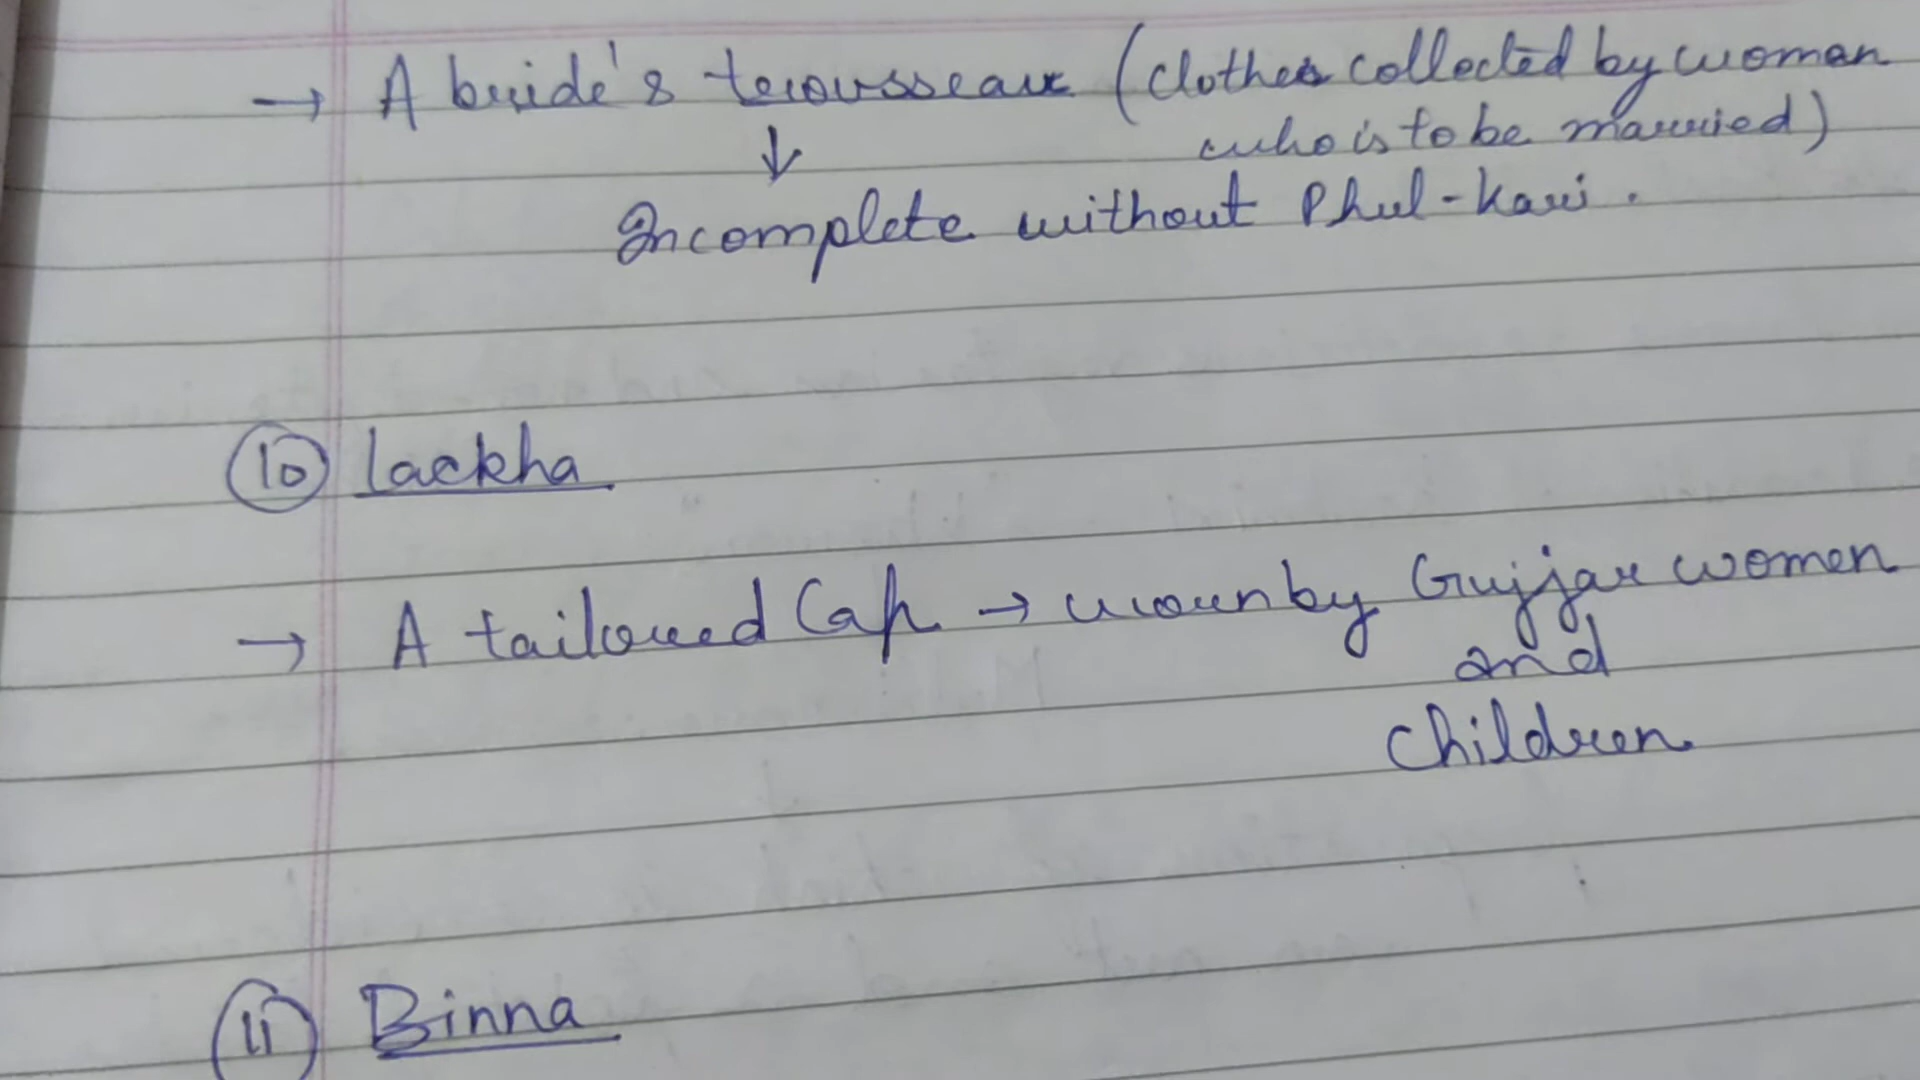 → A bride's trousseau (clothes collected by woman
who is to be married)
↓
Incomplete without Phul-kari.
⑩ lackha
→ A tailored Cap → worn by Gujjar women
and
children
⑪ Binna